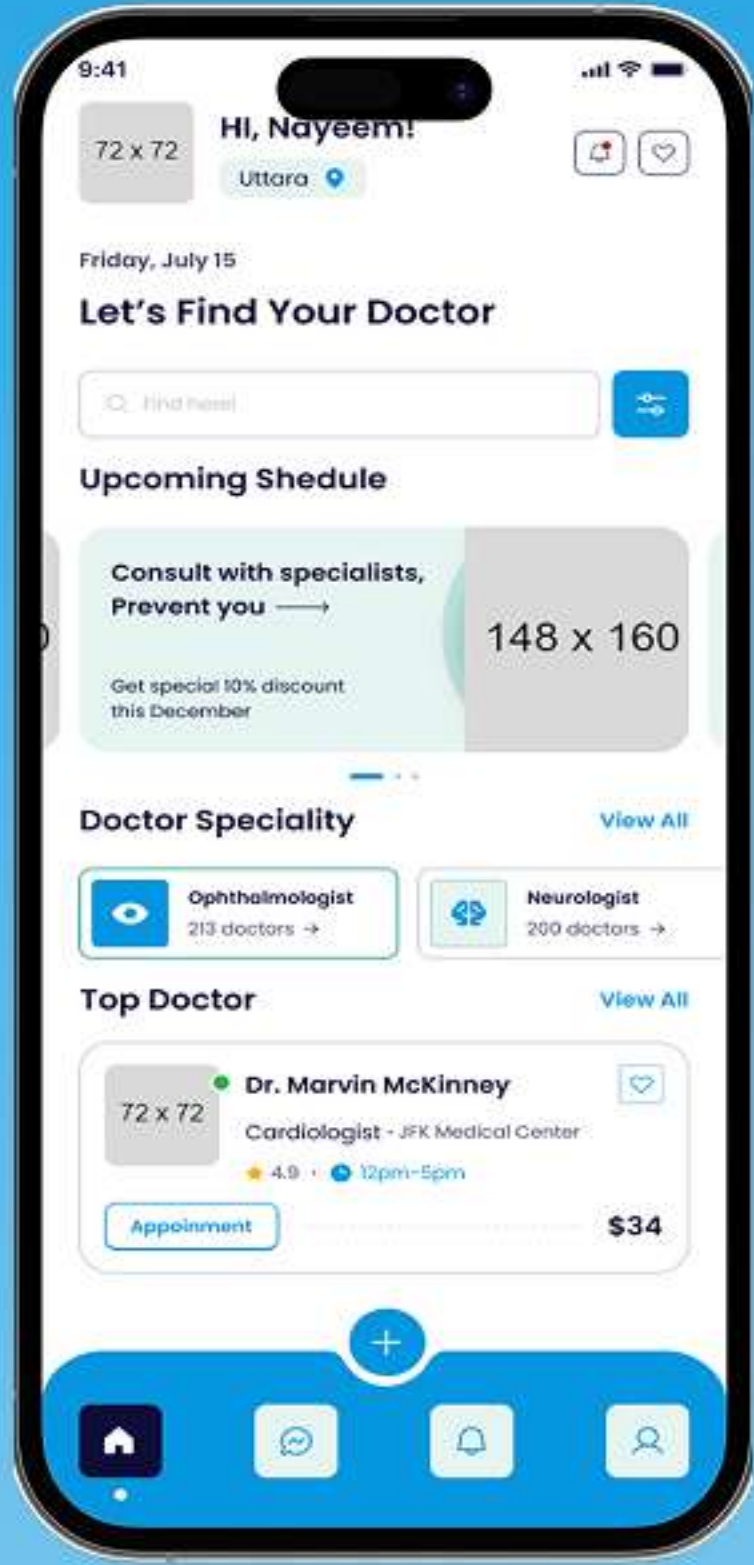 9:41
72 x 72
Hi, Nayeem!
Uttara
Friday, July 15
Let's Find Your Doctor
Find here!
Upcoming Shedule
Consult with specialists,
Prevent you →
Get special 10% discount
this December
148 x 160
0
Doctor Speciality
View All
Ophthalmologist
213 doctors →
Neurologist
200 doctors →
Top Doctor
View All
72 x 72
Dr. Marvin McKinney
Cardiologist - JFK Medical Center
4.9 • 12pm-5pm
Appoinment
$34